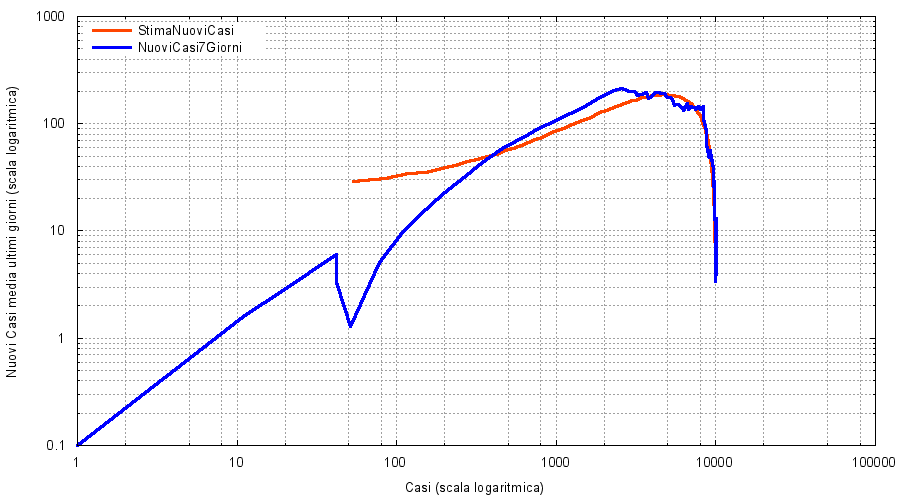 1000
100
10
1
0.1
StimaNuoviCasi
NuoviCasi7Giorni
Nuovi Casi media ultimi giorni (scala logaritmica)
1 10 100 1000 10000 100000
Casi (scala logaritmica)